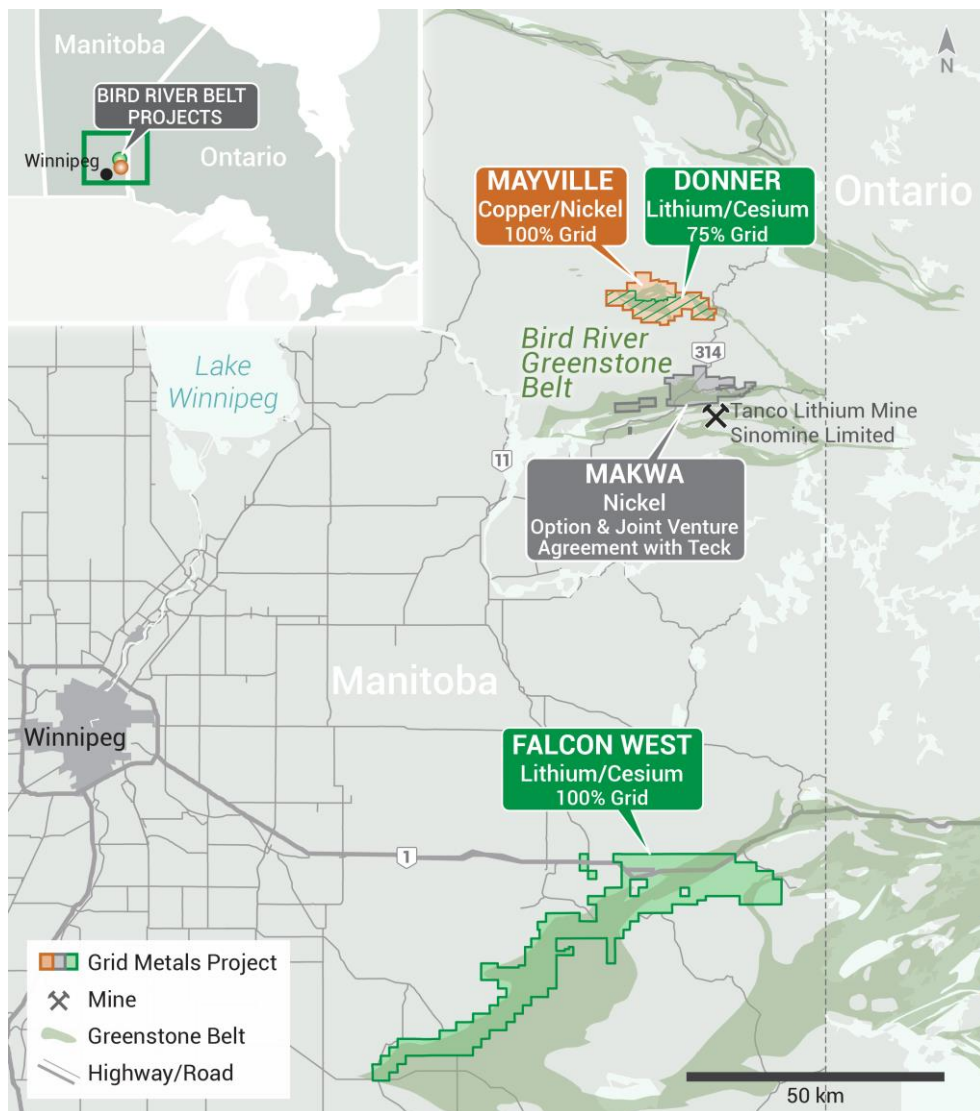 Manitoba
BIRD RIVER BELT
PROJECTS
Winnipeg
Ontario
N
MAYVILLE
Copper/Nickel
100% Grid
DONNER
Lithium/Cesium
75% Grid
Ontario
Bird River
Greenstone
Belt
314
Lake
Winnipeg
Tanco Lithium Mine
Sinomine Limited
11
MAKWA
Nickel
Option & Joint Venture
Agreement with Teck
Manitoba
Winnipeg
FALCON WEST
Lithium/Cesium
100% Grid
1
Grid Metals Project
Mine
Greenstone Belt
Highway/Road
50 km